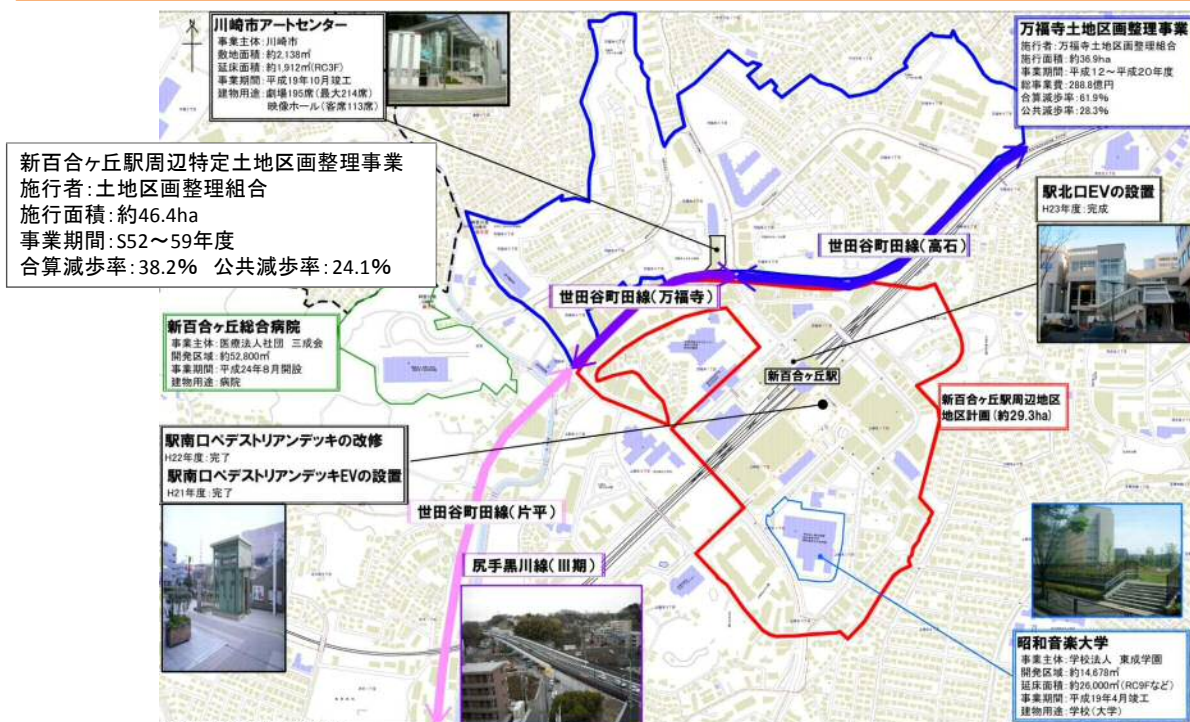 川崎市アートセンター
事業主体:川崎市
敷地面積:約2,138㎡
延床面積:約1,912㎡(RC3F)
事業期間:平成19年10月竣工
建物用途:劇場195席(最大214席)
映像ホール(客席113席)
万福寺土地区画整理事業
施行者:万福寺土地区画整理組合
施行面積:約36.9ha
事業期間:平成12～平成20年度
総事業費:288.8億円
合算減歩率:61.9%
公共減歩率:28.3%
新百合ヶ丘駅周辺特定土地区画整理事業
施行者:土地区画整理組合
施行面積:約46.4ha
事業期間:S52～59年度
合算減歩率:38.2% 公共減歩率:24.1%
駅北口EVの設置
H23年度:完成
世田谷町田線(高石)
世田谷町田線(万福寺)
新百合ヶ丘総合病院
事業主体:医療法人社団 三成会
開発区域:約52,800㎡
事業期間:平成24年8月開設
建物用途:病院
新百合ヶ丘駅
新百合ヶ丘駅周辺地区
地区計画(約29.3ha)
駅南口ペデストリアンデッキの改修
H22年度:完了
駅南口ペデストリアンデッキEVの設置
H21年度:完了
世田谷町田線(片平)
尻手黒川線(III期)
昭和音楽大学
事業主体:学校法人 東成学園
開発区域:約14,678㎡
延床面積:約26,000㎡(RC9Fなど)
事業期間:平成19年4月竣工
建物用途:学校(大学)